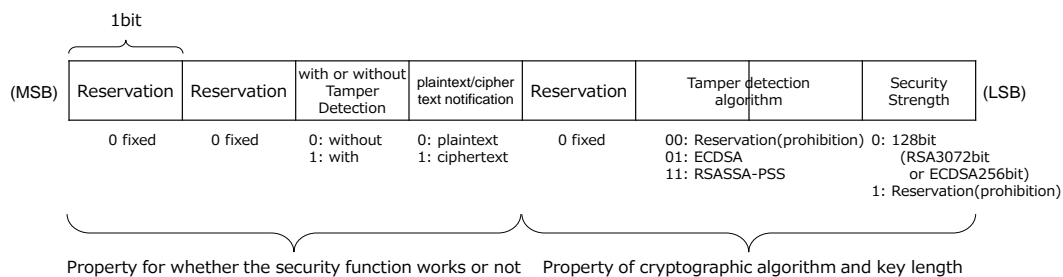 1bit
(MSB)
Reservation
Reservation
with or without
Tamper
Detection
plaintext/cipher
text notification
Reservation
Tamper detection
algorithm
Security
Strength
(LSB)
0 fixed
0 fixed
0: without
1: with
0: plaintext
1: ciphertext
0 fixed
00: Reservation(prohibition)
01: ECDSA
11: RSASSA-PSS
0: 128bit
(RSA3072bit
or ECDSA256bit)
1: Reservation(prohibition)
Property for whether the security function works or not
Property of cryptographic algorithm and key length